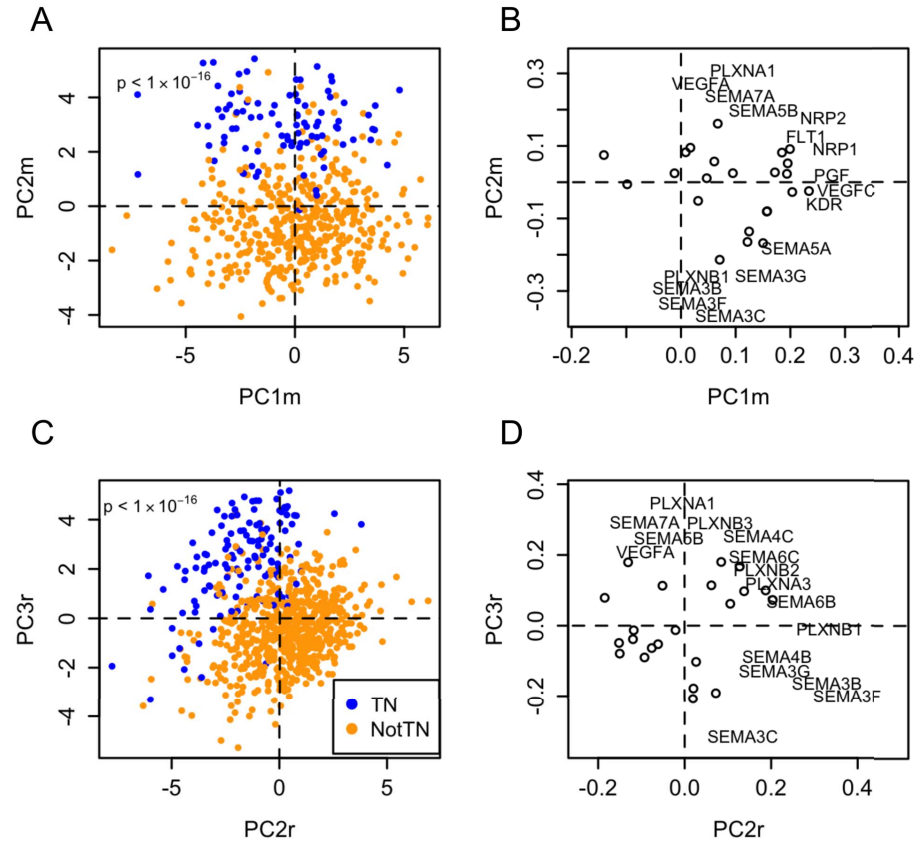 A
p < 1 × 10−16
4
2
0
-2
-4
PC2m
-5
0
5
PC1m
B
0.3
0.1
-0.1
-0.3
PC2m
PLXNA1
VEGFA
SEMA7A
SEMA5B
NRP2
FLT1
NRP1
PGF
VEGFC
KDR
SEMA5A
PLXNB1
SEMA3G
SEMA3B
SEMA3F
SEMA3C
-0.2
0.0
0.1
0.2
0.3
0.4
PC1m
C
p < 1 × 10−16
4
2
0
-2
-4
PC3r
TN
NotTN
-5
0
5
PC2r
D
0.4
0.2
0.0
-0.2
PC3r
PLXNA1
SEMA7A
PLXNB3
SEMA4C
VEGFA
SEMA6C
PLXNB2
PLXNA3
SEMA6B
PLXNB1
SEMA4B
SEMA3G
SEMA3B
SEMA3F
SEMA3C
-0.2
0.0
0.2
0.4
PC2r